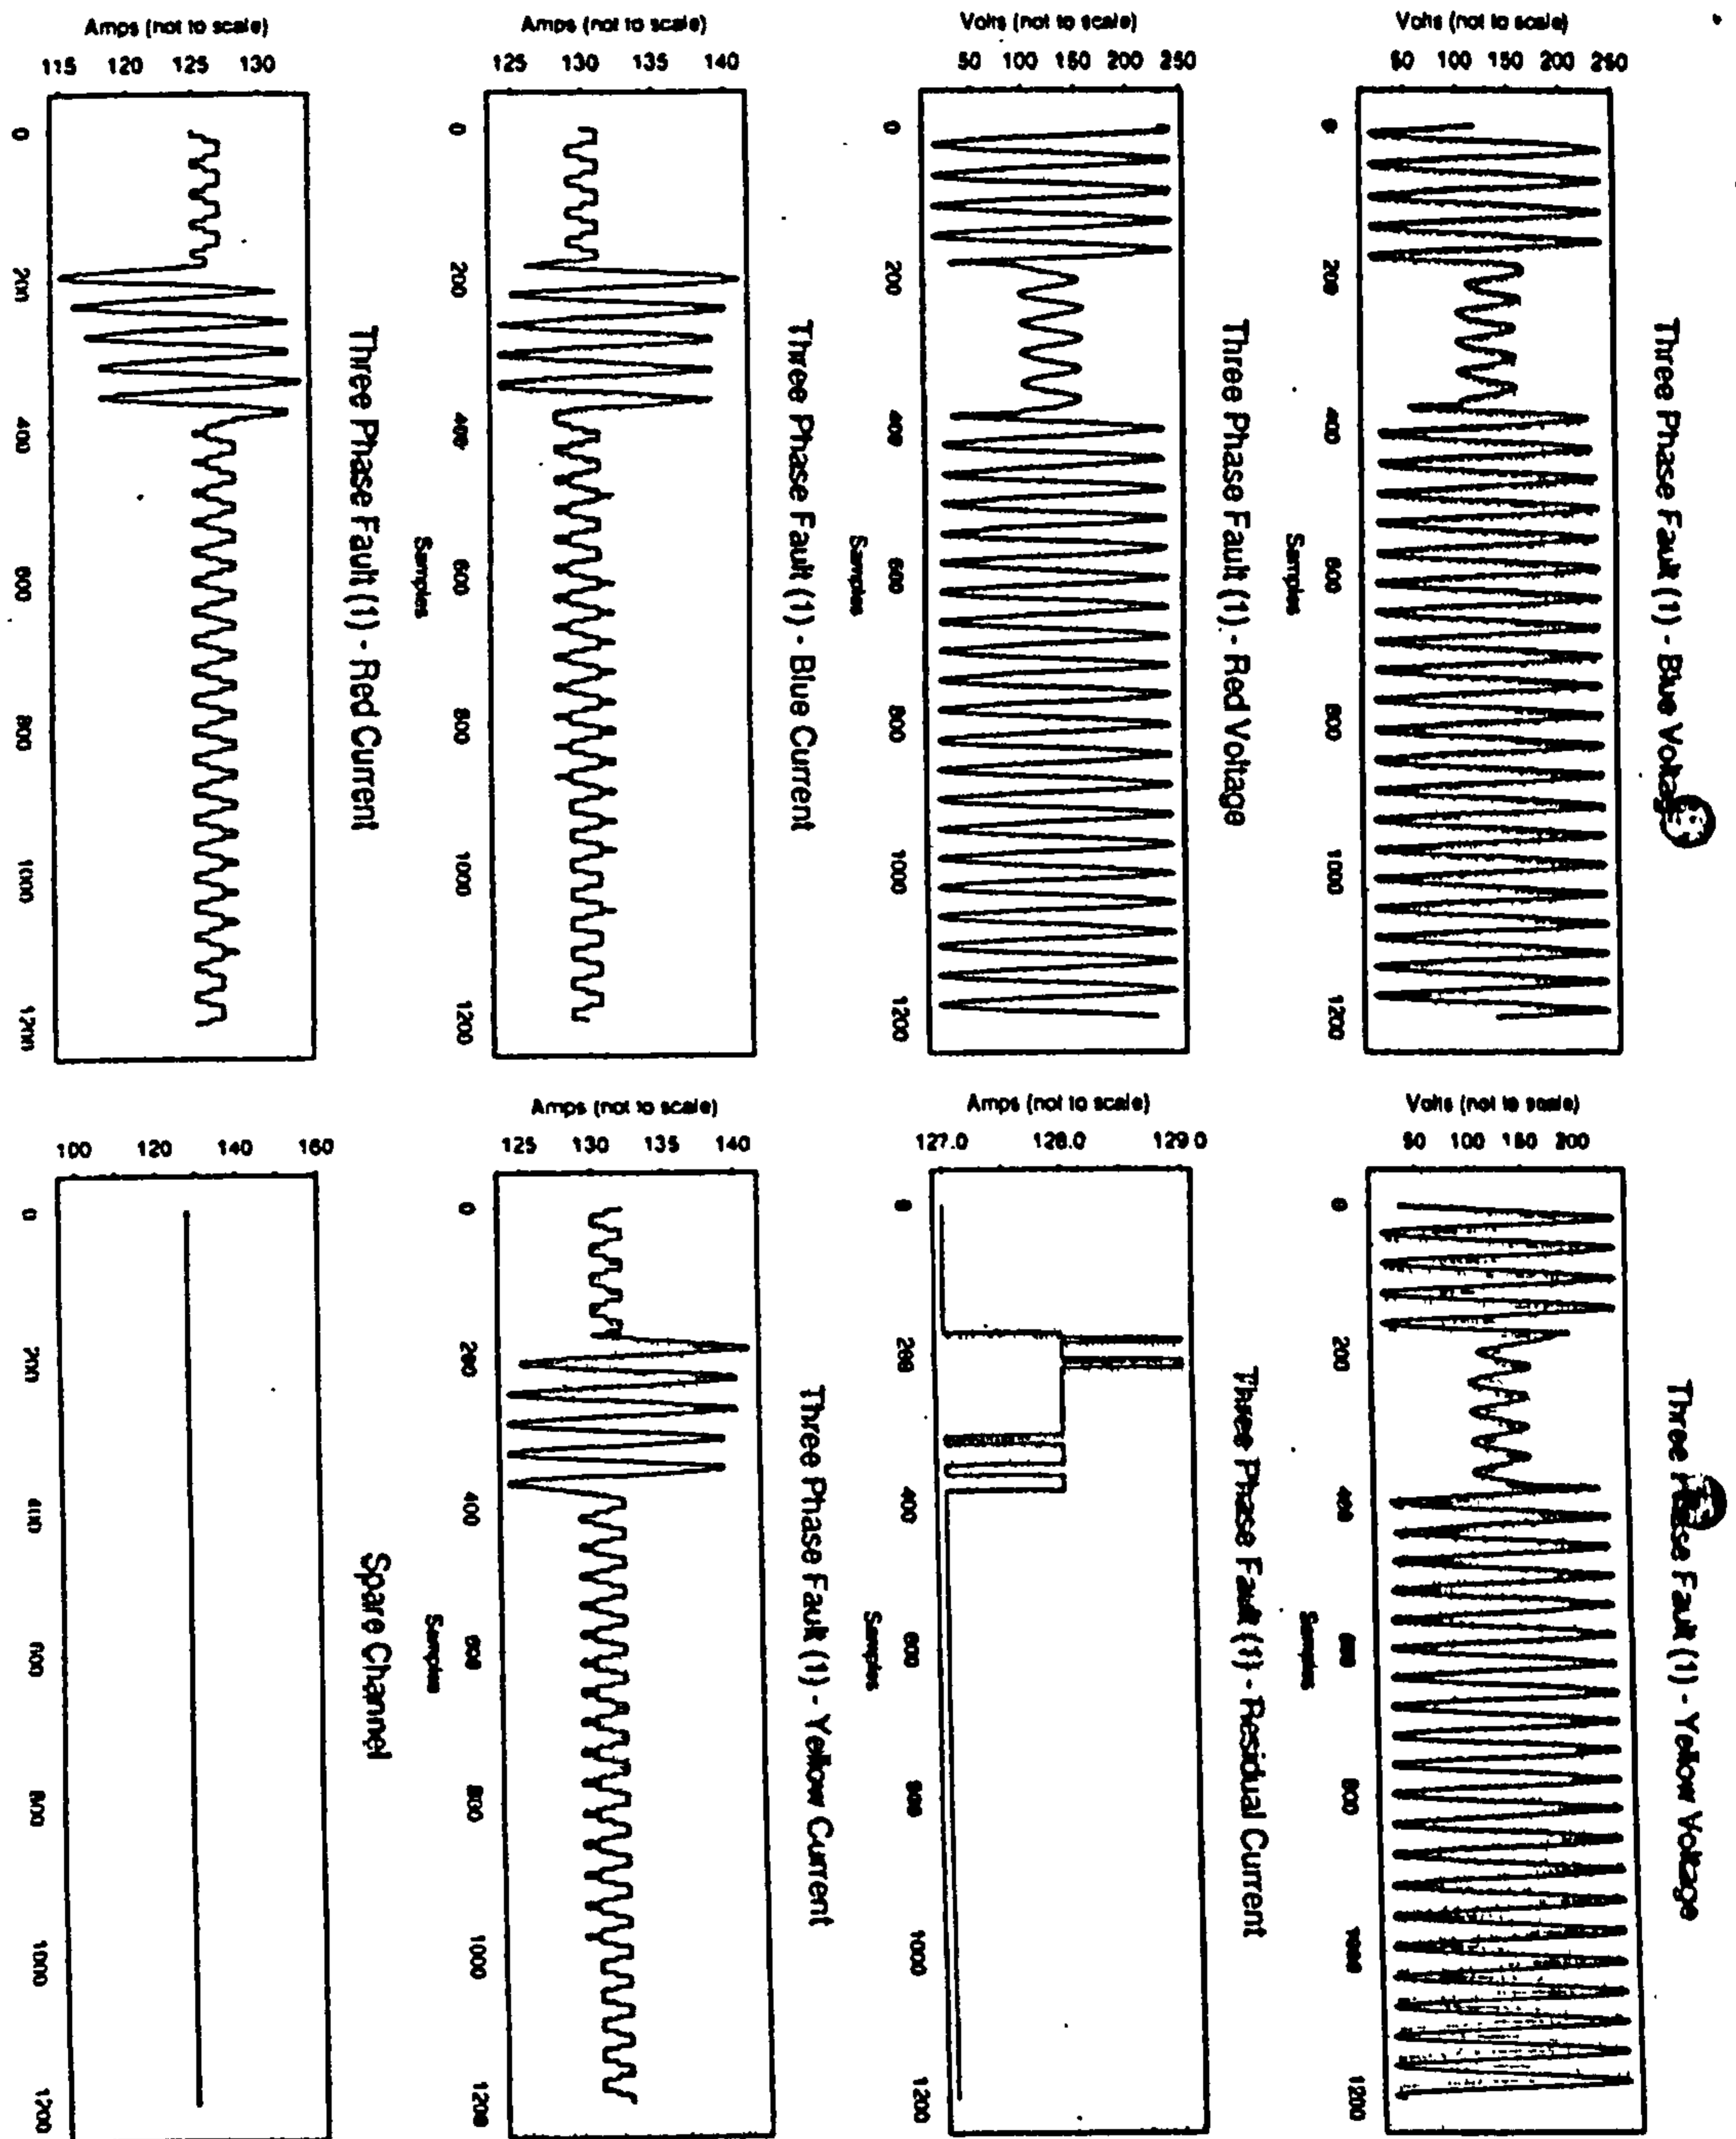 Three Phase Fault (1) - Blue Voltage
Volts (not to scale)
50 100 150 200 250
0 200 400 600 800 1000 1200
Samples
Three Phase Fault (1) - Yellow Voltage
Volts (not to scale)
50 100 150 200
0 200 400 600 800 1000 1200
Samples
Three Phase Fault (1) - Red Voltage
Volts (not to scale)
50 100 150 200 250
0 200 400 600 800 1000 1200
Samples
Three Phase Fault (1) - Residual Current
Amps (not to scale)
127.0 128.0 129.0
0 200 400 600 800 1000 1200
Samples
Three Phase Fault (1) - Blue Current
Amps (not to scale)
125 130 135 140
0 200 400 600 800 1000 1200
Samples
Three Phase Fault (1) - Yellow Current
Amps (not to scale)
125 130 135 140
0 200 400 600 800 1000 1200
Samples
Three Phase Fault (1) - Red Current
Amps (not to scale)
115 120 125 130
0 200 400 600 800 1000 1200
Spare Channel
100 120 140 160
0 200 400 600 800 1000 1200